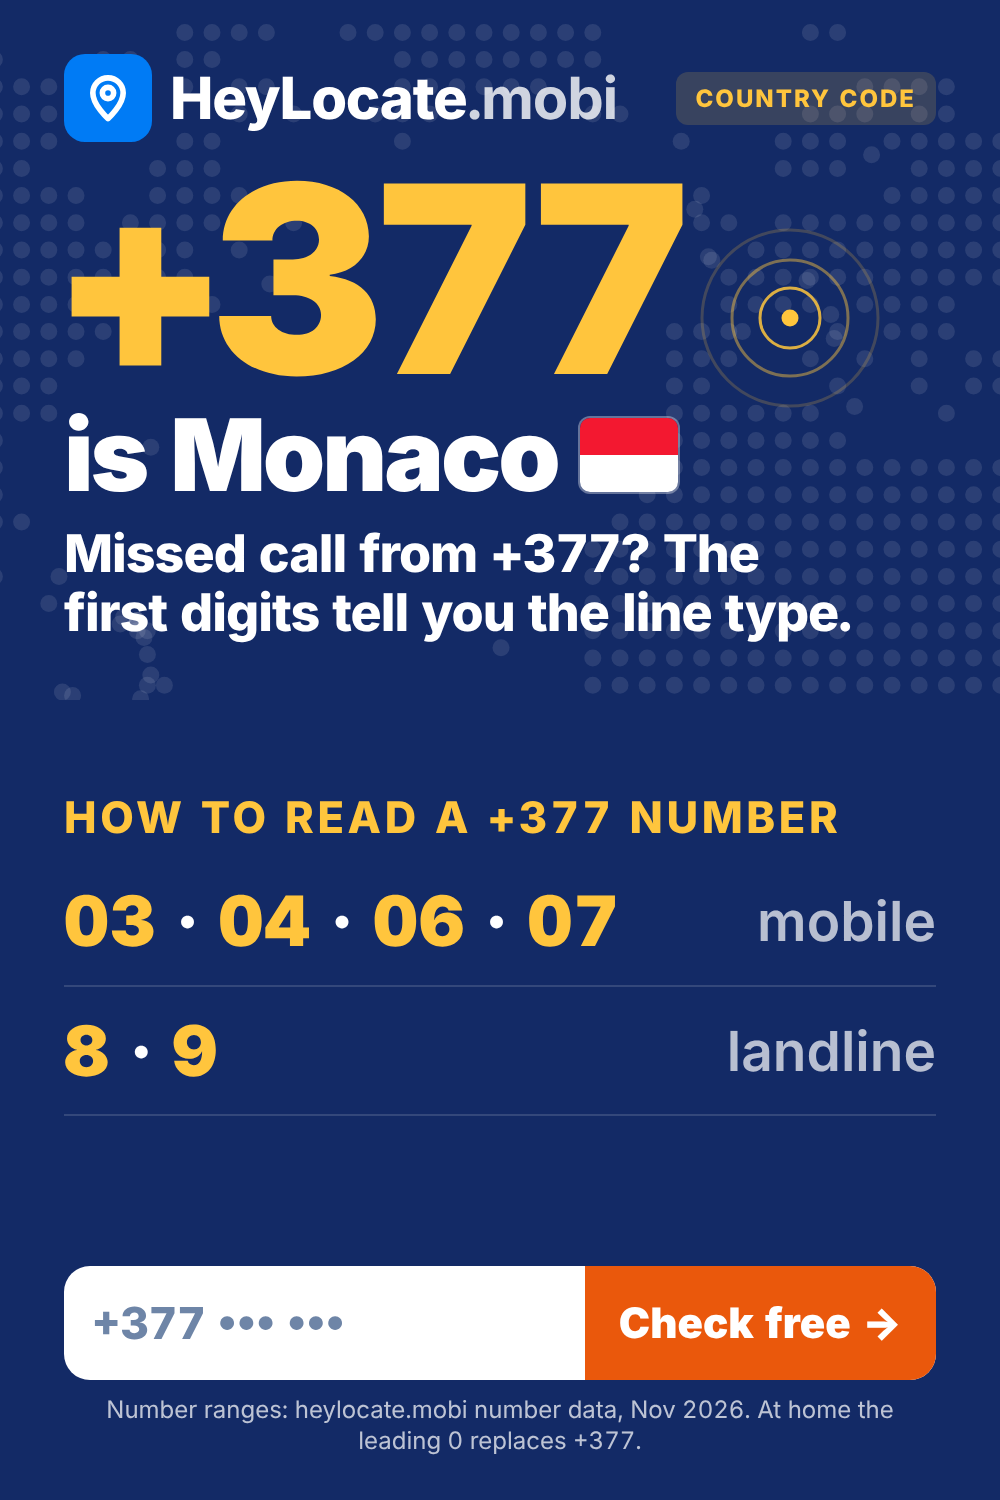 HeyLocate.mobi
COUNTRY CODE
+377
is Monaco
Missed call from +377? The
first digits tell you the line type.
HOW TO READ A +377 NUMBER
03 · 04 · 06 · 07 mobile
8 · 9 landline
+377 ••• •••
Check free →
Number ranges: heylocate.mobi number data, Nov 2026. At home the
leading 0 replaces +377.